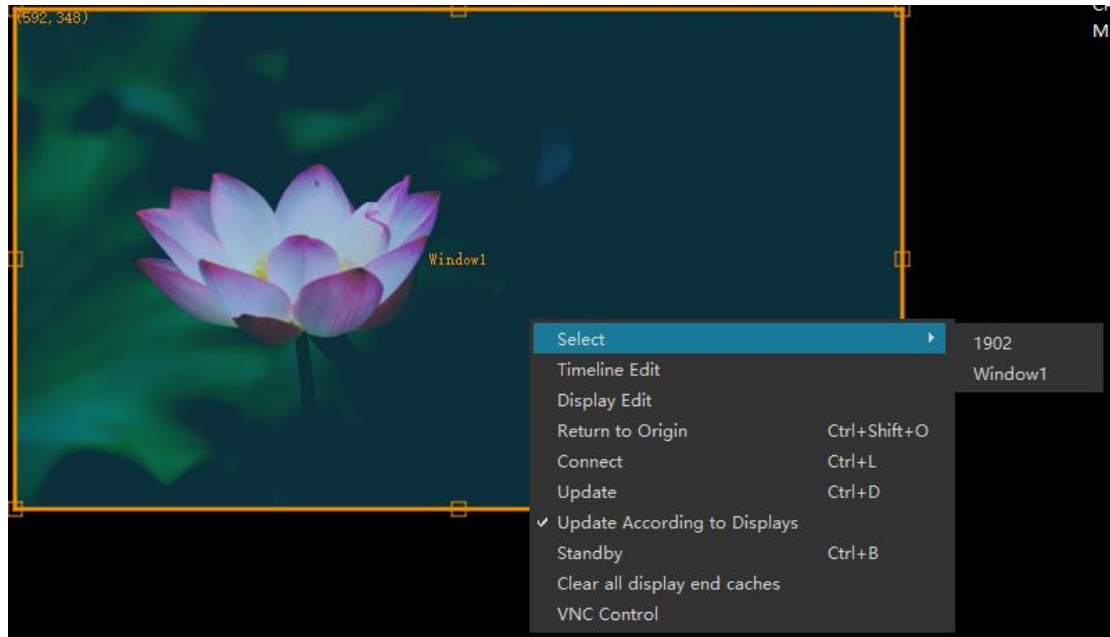 (592, 348)
M
Window1
Select
1902
Window1
Timeline Edit
Display Edit
Return to Origin Ctrl+Shift+O
Connect Ctrl+L
Update Ctrl+D
Update According to Displays
Standby Ctrl+B
Clear all display end caches
VNC Control